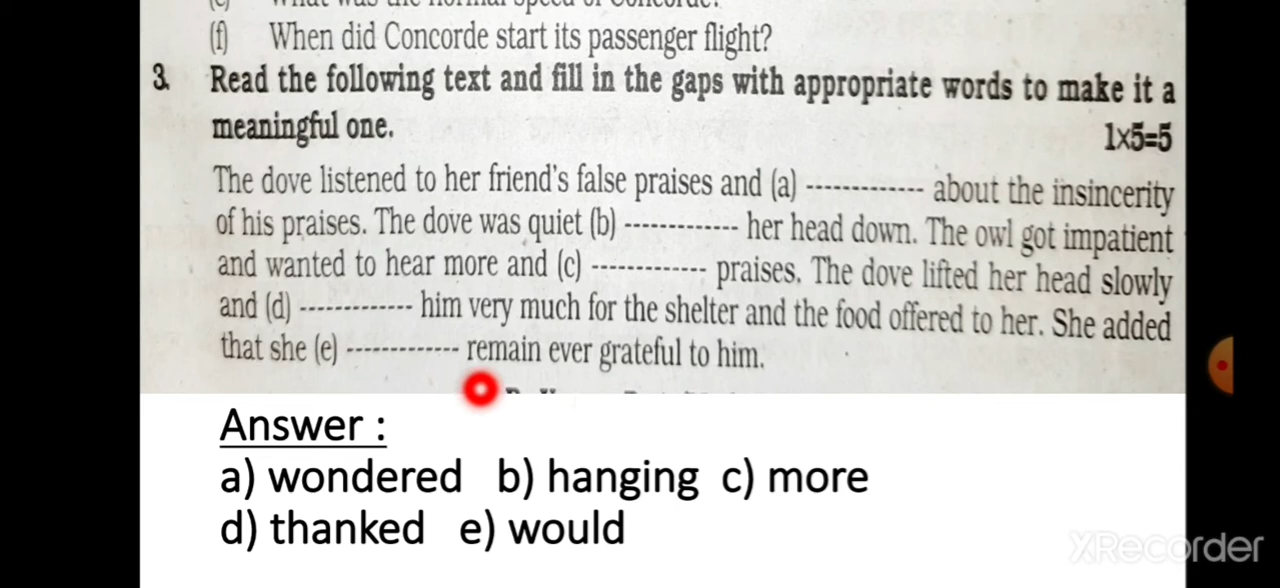 (f) When did Concorde start its passenger flight?
3. Read the following text and fill in the gaps with appropriate words to make it a
meaningful one. 1x5=5
The dove listened to her friend's false praises and (a) ------------- about the insincerity
of his praises. The dove was quiet (b) ------------- her head down. The owl got impatient
and wanted to hear more and (c) ------------- praises. The dove lifted her head slowly
and (d) ------------- him very much for the shelter and the food offered to her. She added
that she (e) ------------- remain ever grateful to him.
Answer :
a) wondered b) hanging c) more
d) thanked e) would
XRecorder